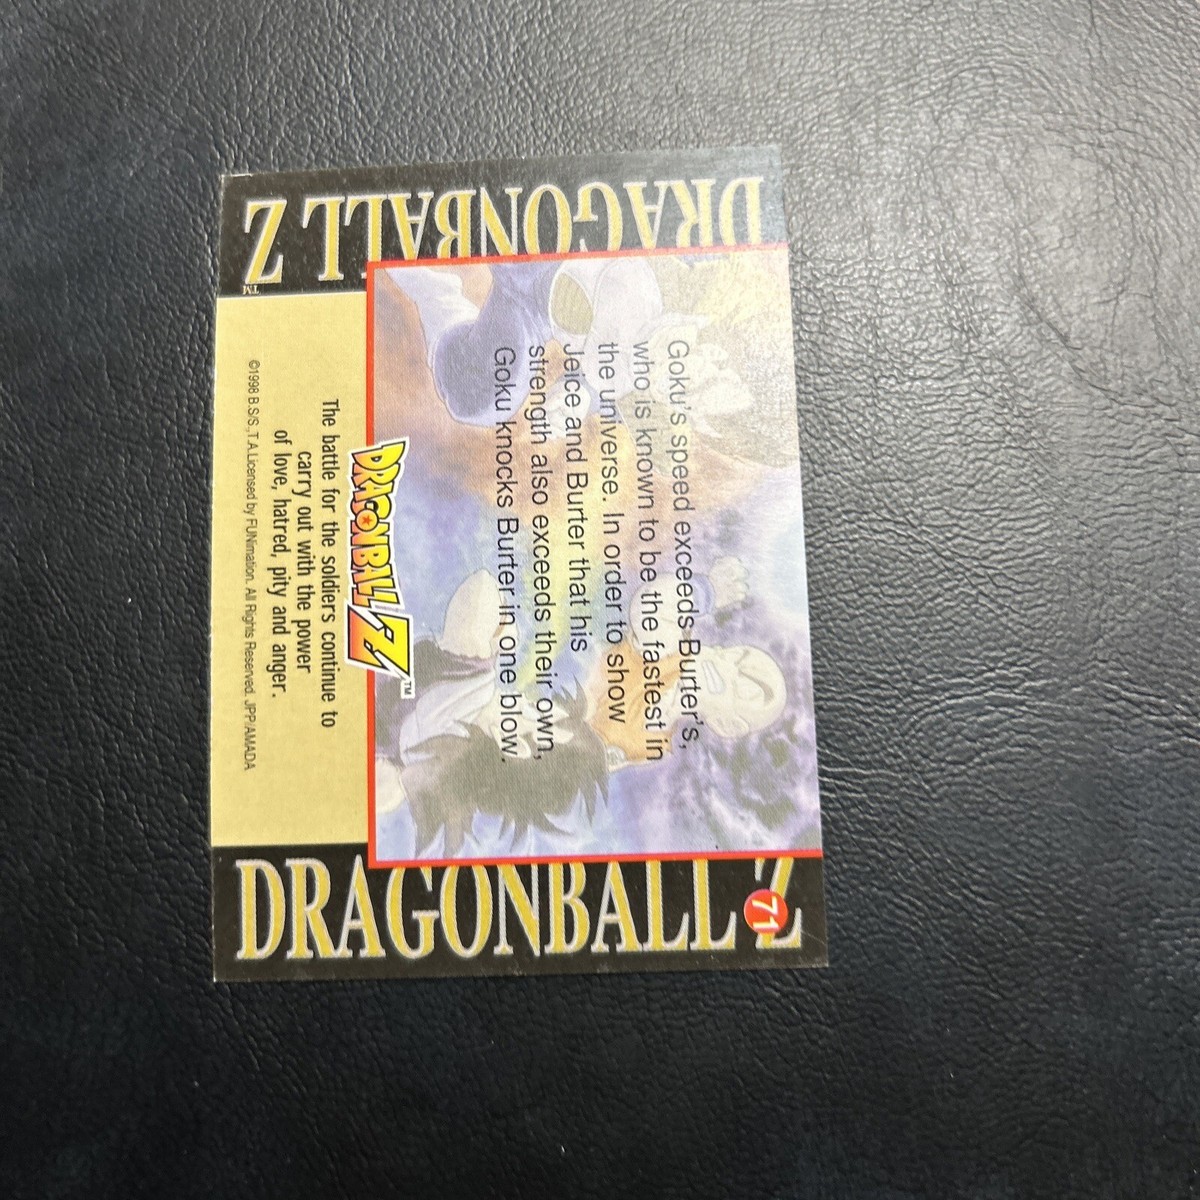 DRAGONBALL Z
71
Goku's speed exceeds Burter's,
who is known to be the fastest in
the universe. In order to show
Jeice and Burter that his
strength also exceeds their own,
Goku knocks Burter in one blow.
DRAGONBALL Z™
The battle for the soldiers continue to
carry out with the power
of love, hatred, pity and anger.
©1998 B.S/S.,T.A.Licensed by FUNimation. All Rights Reserved. JPP/AMADA
DRAGONBALL Z™